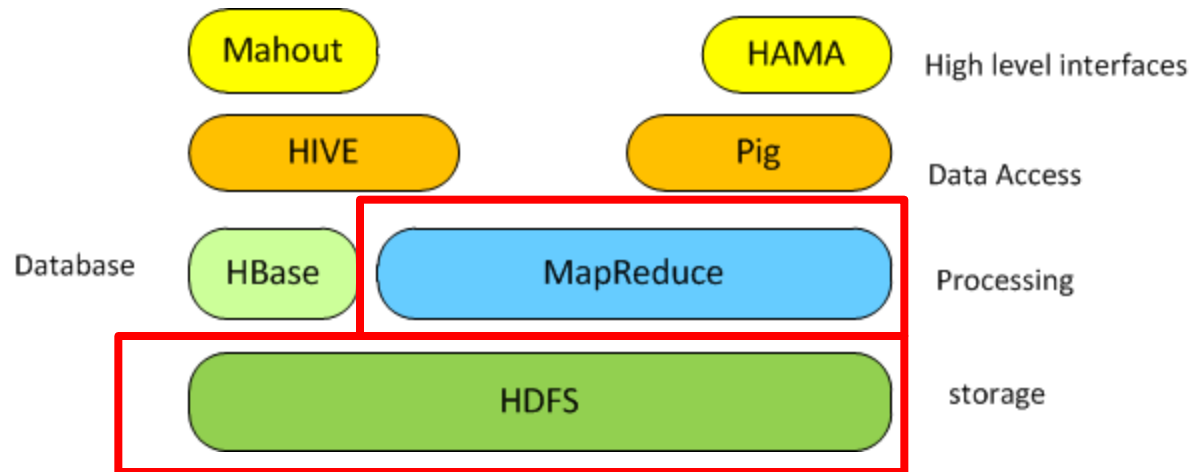 Mahout
HAMA
High level interfaces
HIVE
Pig
Data Access
Database
HBase
MapReduce
Processing
HDFS
storage